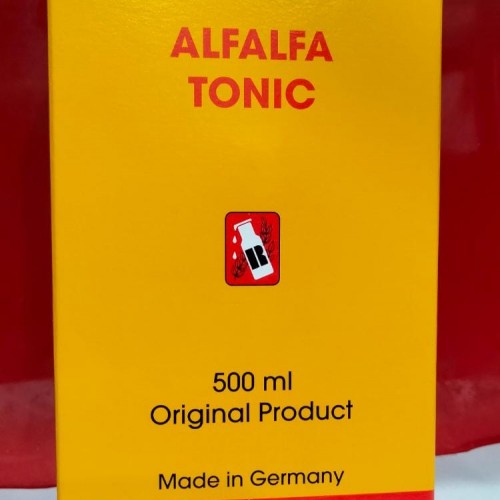 ALFALFA
TONIC
R
500 ml
Original Product
Made in Germany